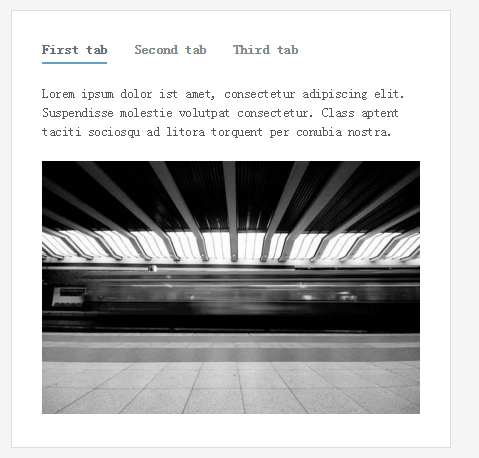 First tab Second tab Third tab
Lorem ipsum dolor ist amet, consectetur adipiscing elit.
Suspendisse molestie volutpat consectetur. Class aptent
taciti sociosqu ad litora torquent per conubia nostra.